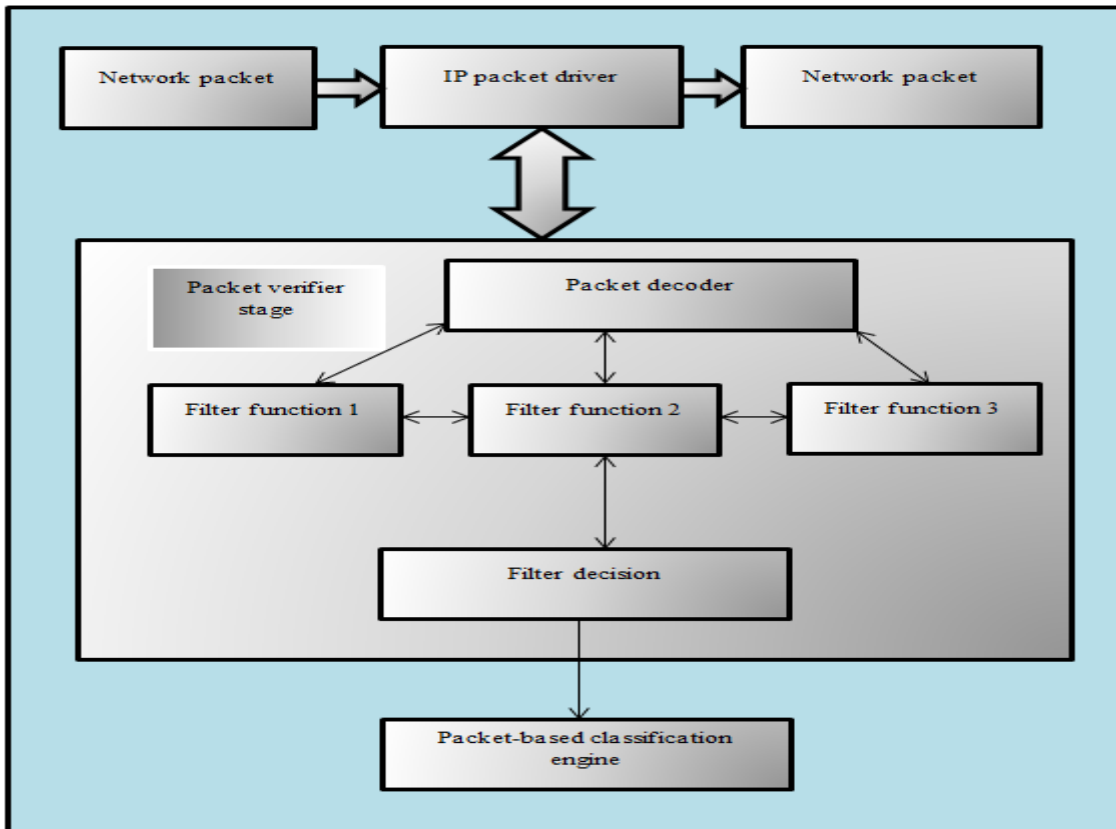 Network packet
IP packet driver
Network packet
Packet verifier
stage
Packet decoder
Filter function 1
Filter function 2
Filter function 3
Filter decision
Packet-based classification
engine